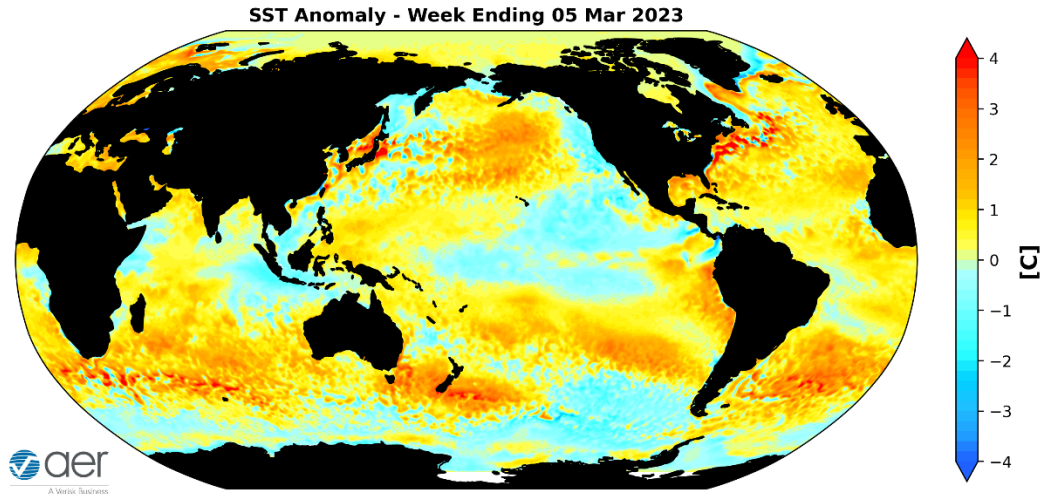 SST Anomaly - Week Ending 05 Mar 2023
4
3
2
1
0
−1
−2
−3
−4
[C]
aer
A Verisk Business